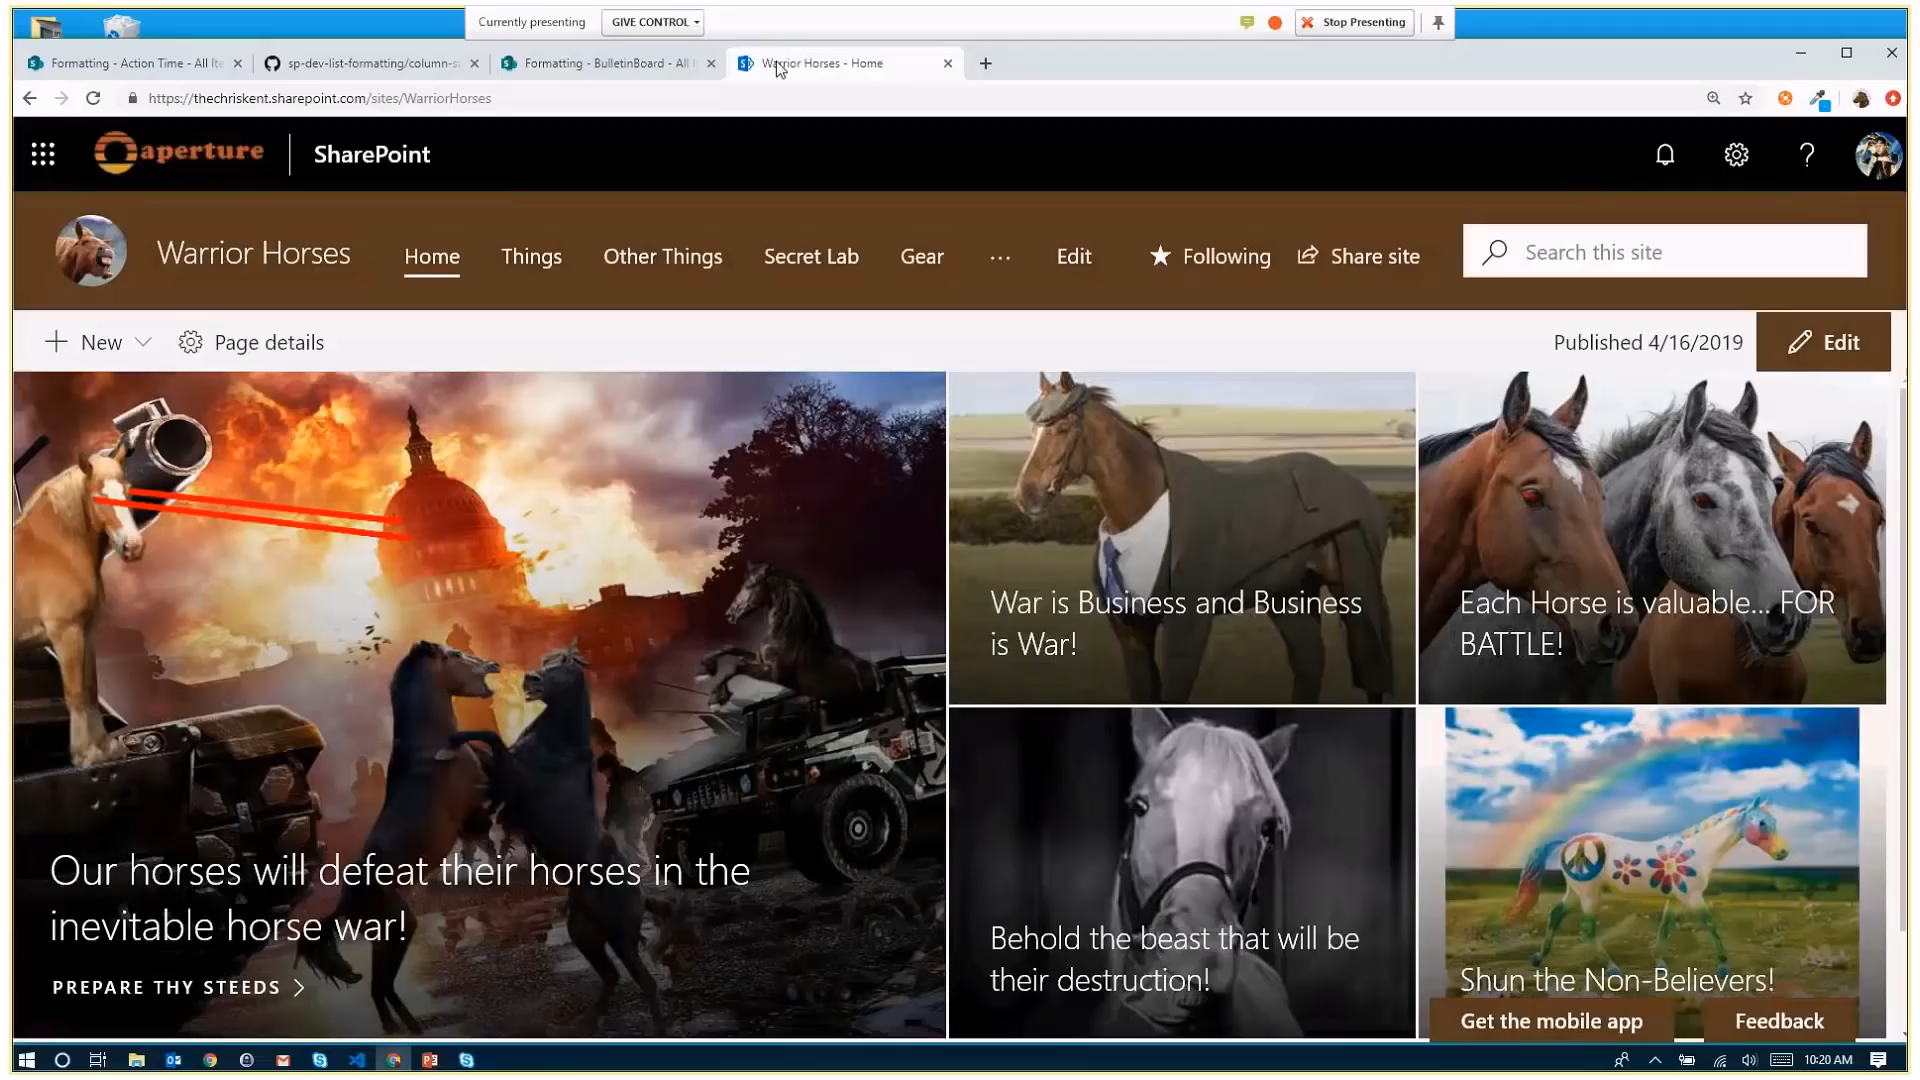 Currently presenting
GIVE CONTROL
Stop Presenting
Formatting - Action Time - All Ite
sp-dev-list-formatting/column-sa
Formatting - BulletinBoard - All I
Warrior Horses - Home
https://thechriskent.sharepoint.com/sites/WarriorHorses
aperture
SharePoint
Warrior Horses
Home
Things
Other Things
Secret Lab
Gear
...
Edit
Following
Share site
Search this site
New
Page details
Published 4/16/2019
Edit
Our horses will defeat their horses in the
inevitable horse war!
PREPARE THY STEEDS
War is Business and Business
is War!
Each Horse is valuable... FOR
BATTLE!
Behold the beast that will be
their destruction!
Shun the Non-Believers!
Get the mobile app
Feedback
10:20 AM